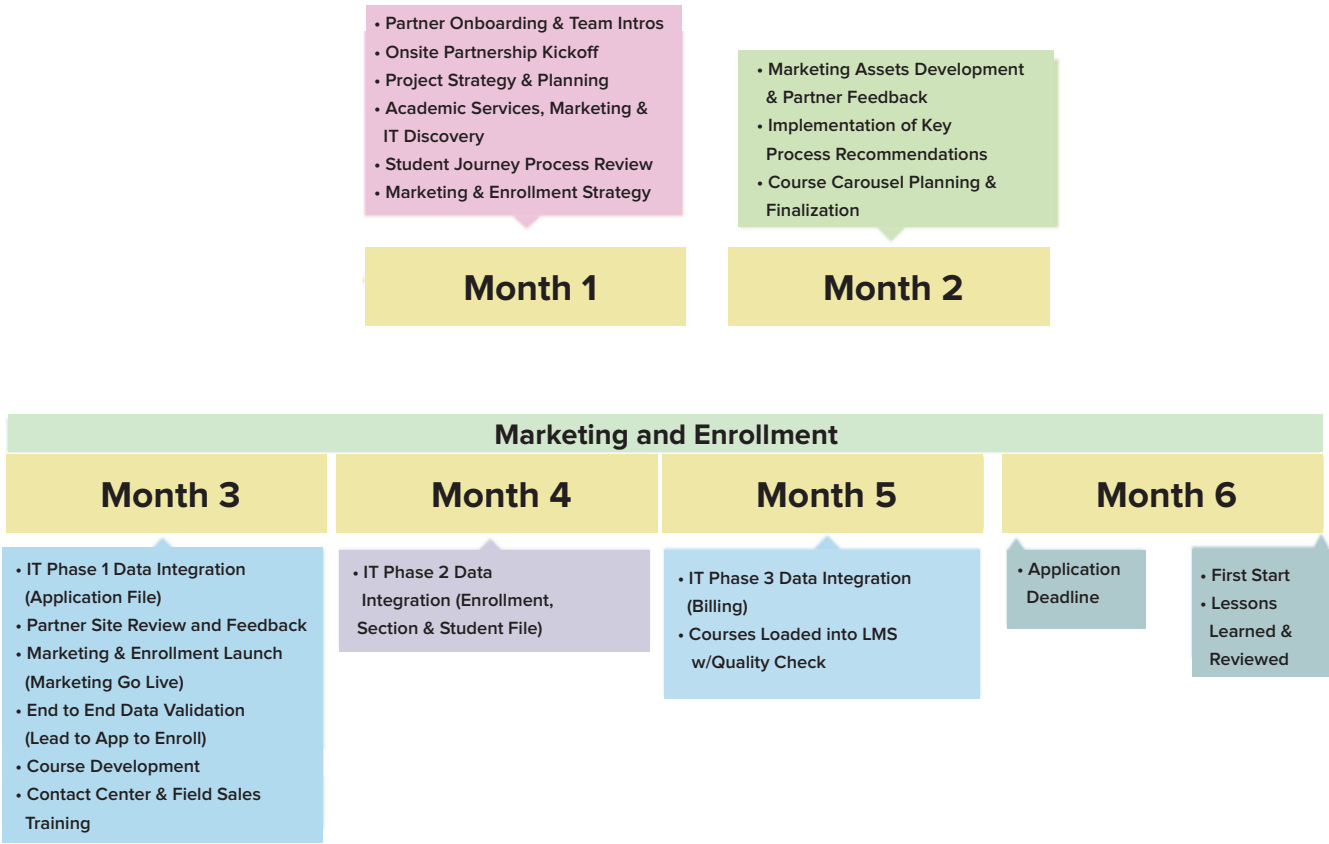 • Partner Onboarding & Team Intros
• Onsite Partnership Kickoff
• Project Strategy & Planning
• Academic Services, Marketing &
IT Discovery
• Student Journey Process Review
• Marketing & Enrollment Strategy
Month 1
• Marketing Assets Development
& Partner Feedback
• Implementation of Key
Process Recommendations
• Course Carousel Planning &
Finalization
Month 2
Marketing and Enrollment
Month 3
• IT Phase 1 Data Integration
(Application File)
• Partner Site Review and Feedback
• Marketing & Enrollment Launch
(Marketing Go Live)
• End to End Data Validation
(Lead to App to Enroll)
• Course Development
• Contact Center & Field Sales
Training
Month 4
• IT Phase 2 Data
Integration (Enrollment,
Section & Student File)
Month 5
• IT Phase 3 Data Integration
(Billing)
• Courses Loaded into LMS
w/Quality Check
Month 6
• Application
Deadline
• First Start
• Lessons
Learned &
Reviewed